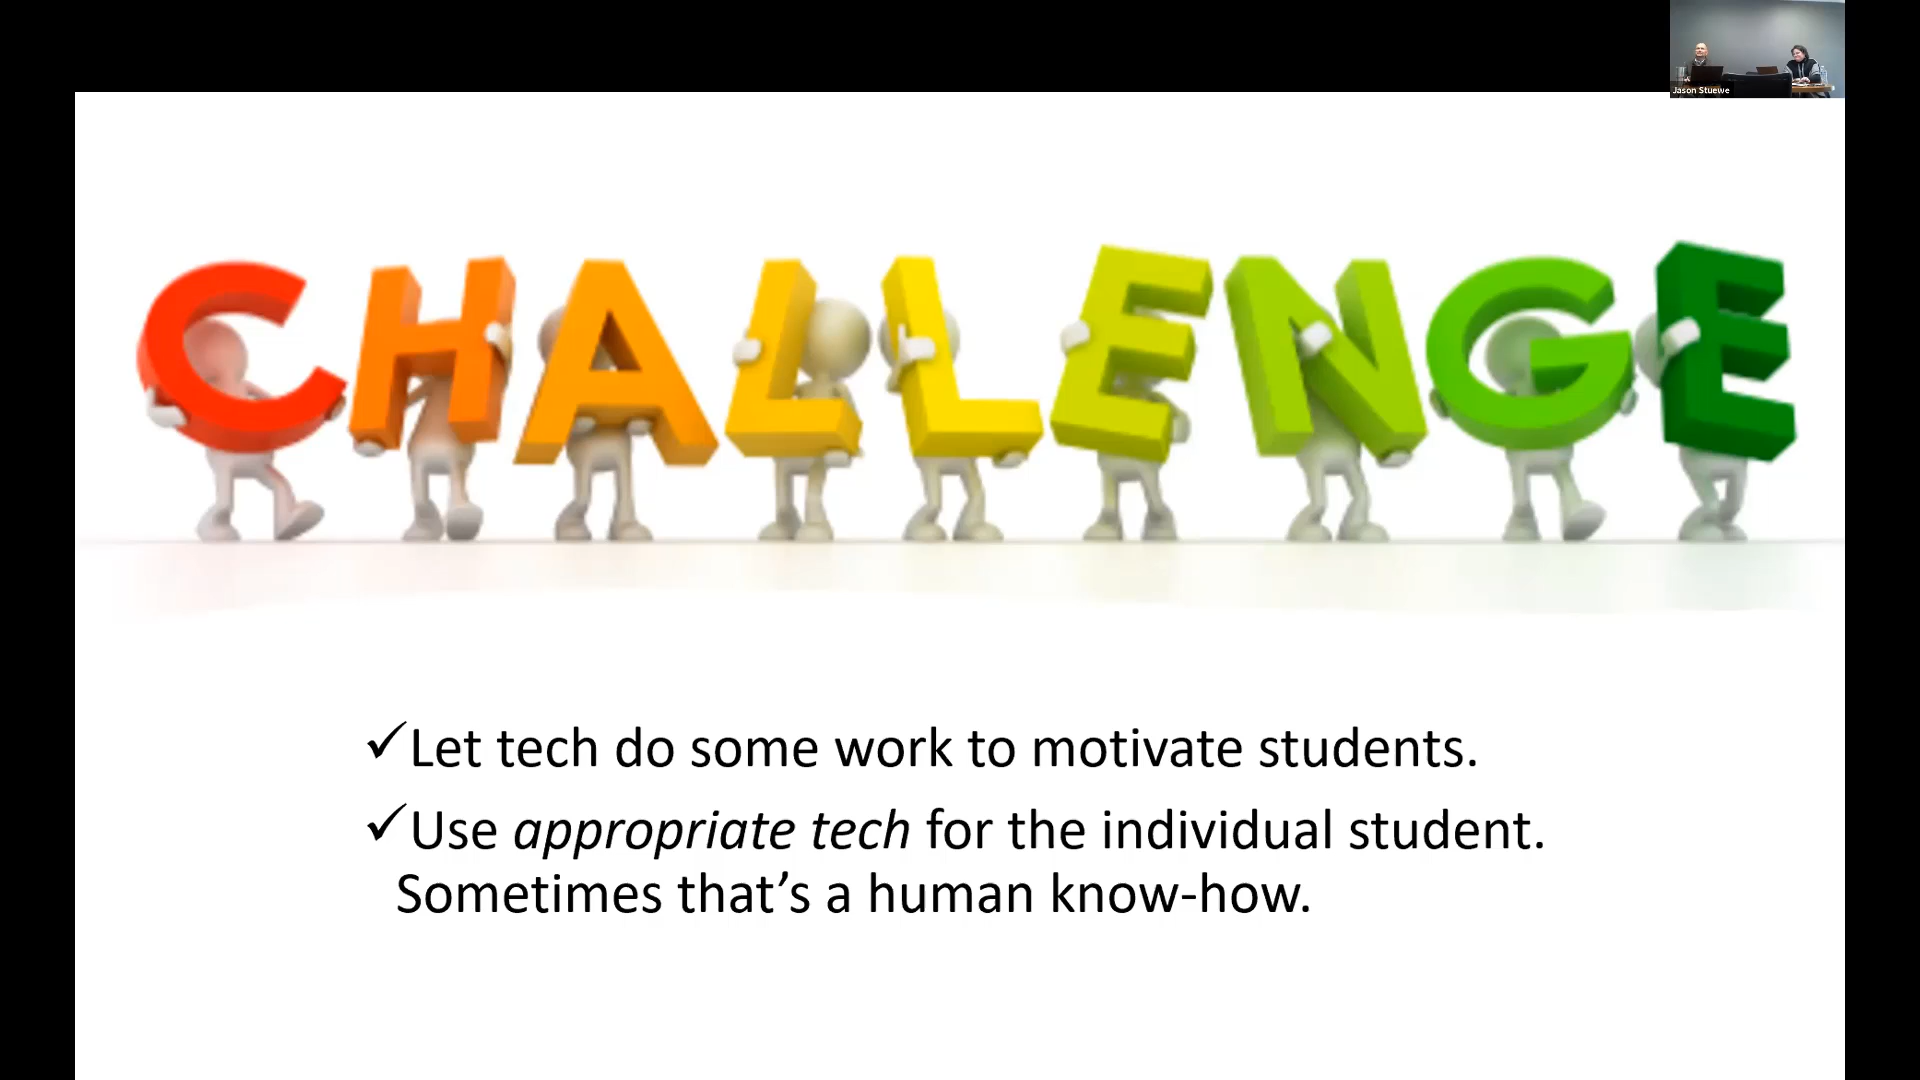 Jason Stuewe
CHALLENGE
✓Let tech do some work to motivate students.
✓Use appropriate tech for the individual student.
Sometimes that’s a human know-how.